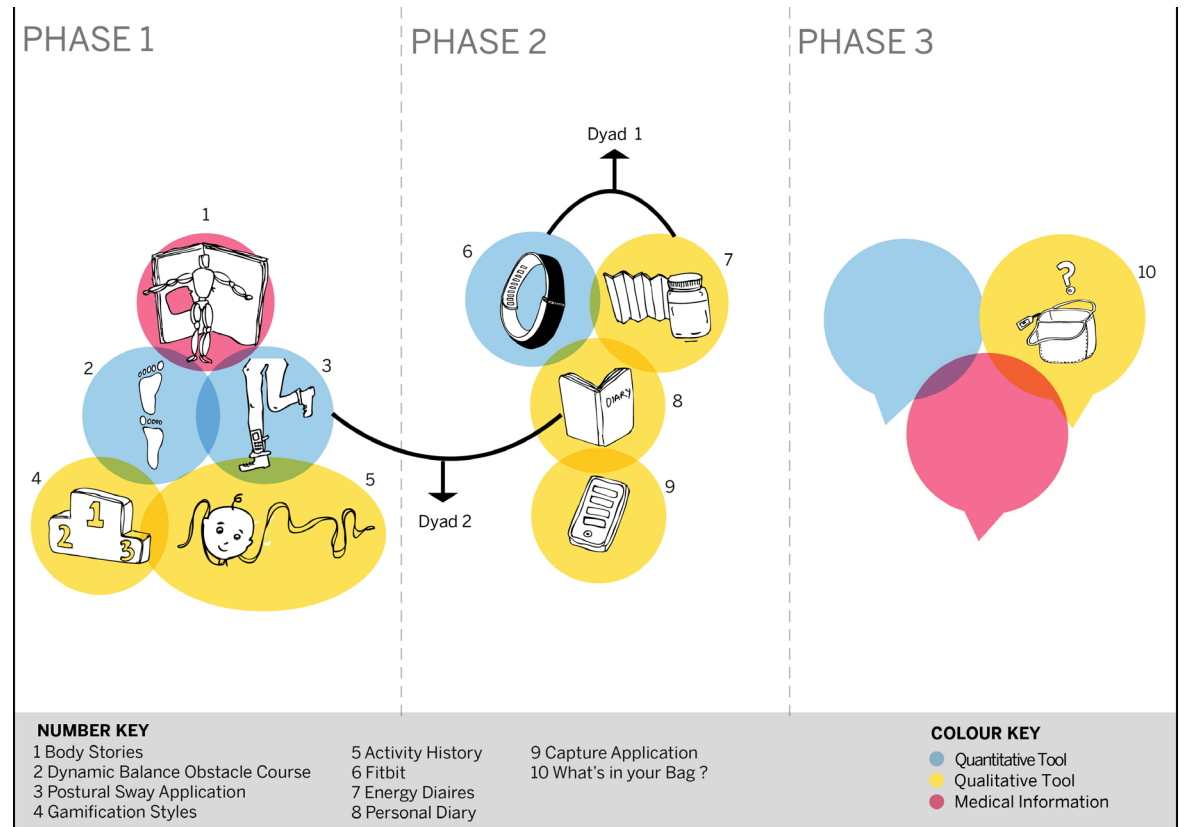 PHASE 1
PHASE 2
PHASE 3
Dyad 1
1
6
7
10
2
3
DIARY
8
4
5
9
1
2
3
Dyad 2
?
NUMBER KEY
1 Body Stories
2 Dynamic Balance Obstacle Course
3 Postural Sway Application
4 Gamification Styles
5 Activity History
6 Fitbit
7 Energy Diaires
8 Personal Diary
9 Capture Application
10 What's in your Bag ?
COLOUR KEY
Quantitative Tool
Qualitative Tool
Medical Information